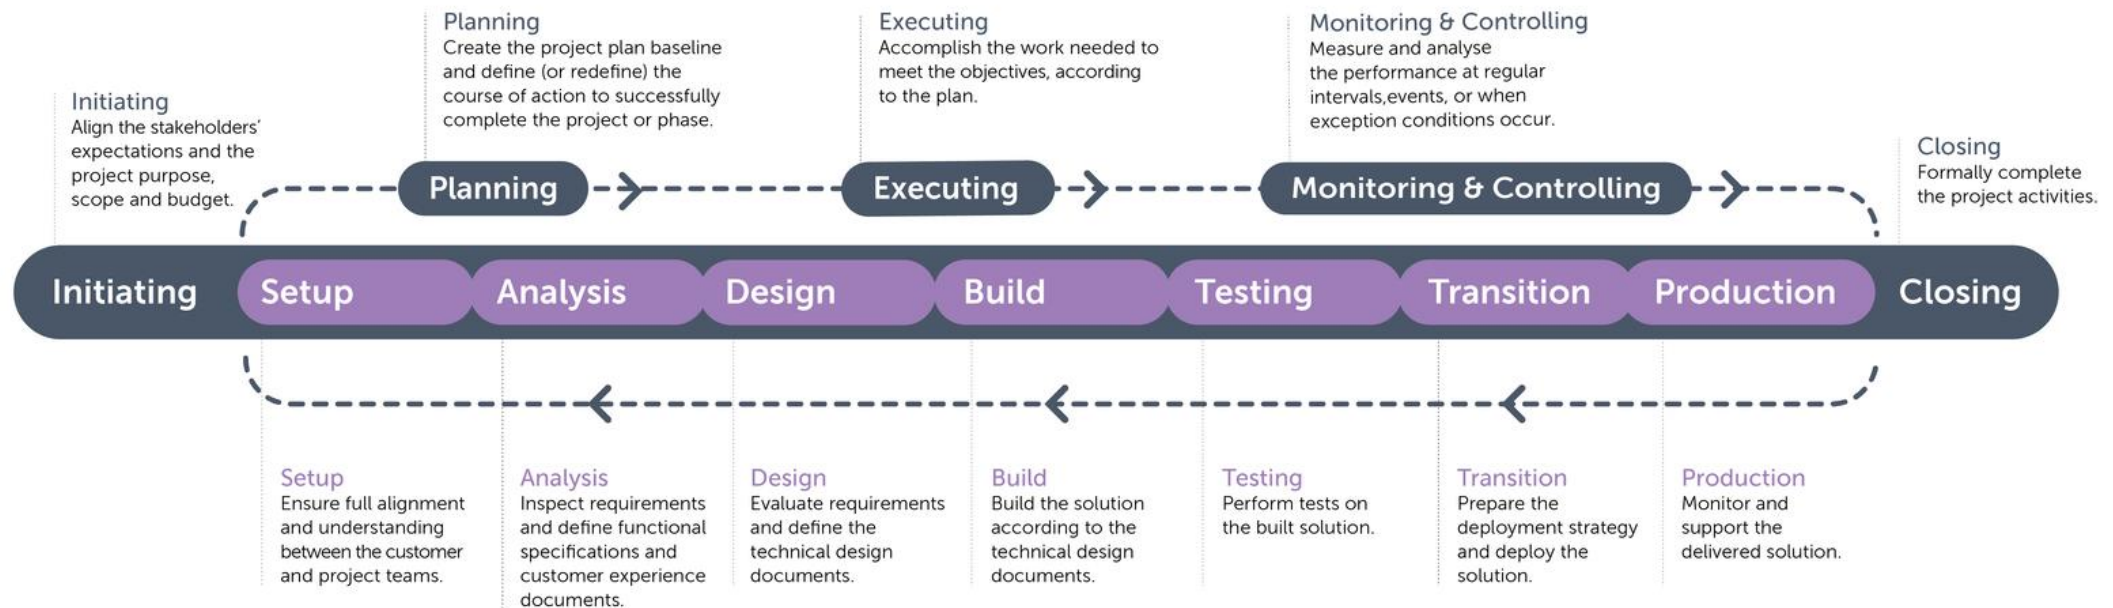 Planning
Create the project plan baseline
and define (or redefine) the
course of action to successfully
complete the project or phase.
Executing
Accomplish the work needed to
meet the objectives, according
to the plan.
Monitoring & Controlling
Measure and analyse
the performance at regular
intervals,events, or when
exception conditions occur.
Initiating
Align the stakeholders’
expectations and the
project purpose,
scope and budget.
Closing
Formally complete
the project activities.
Planning
Executing
Monitoring & Controlling
Initiating
Setup
Analysis
Design
Build
Testing
Transition
Production
Closing
Setup
Ensure full alignment
and understanding
between the customer
and project teams.
Analysis
Inspect requirements
and define functional
specifications and
customer experience
documents.
Design
Evaluate requirements
and define the
technical design
documents.
Build
Build the solution
according to the
technical design
documents.
Testing
Perform tests on
the built solution.
Transition
Prepare the
deployment strategy
and deploy the
solution.
Production
Monitor and
support the
delivered solution.